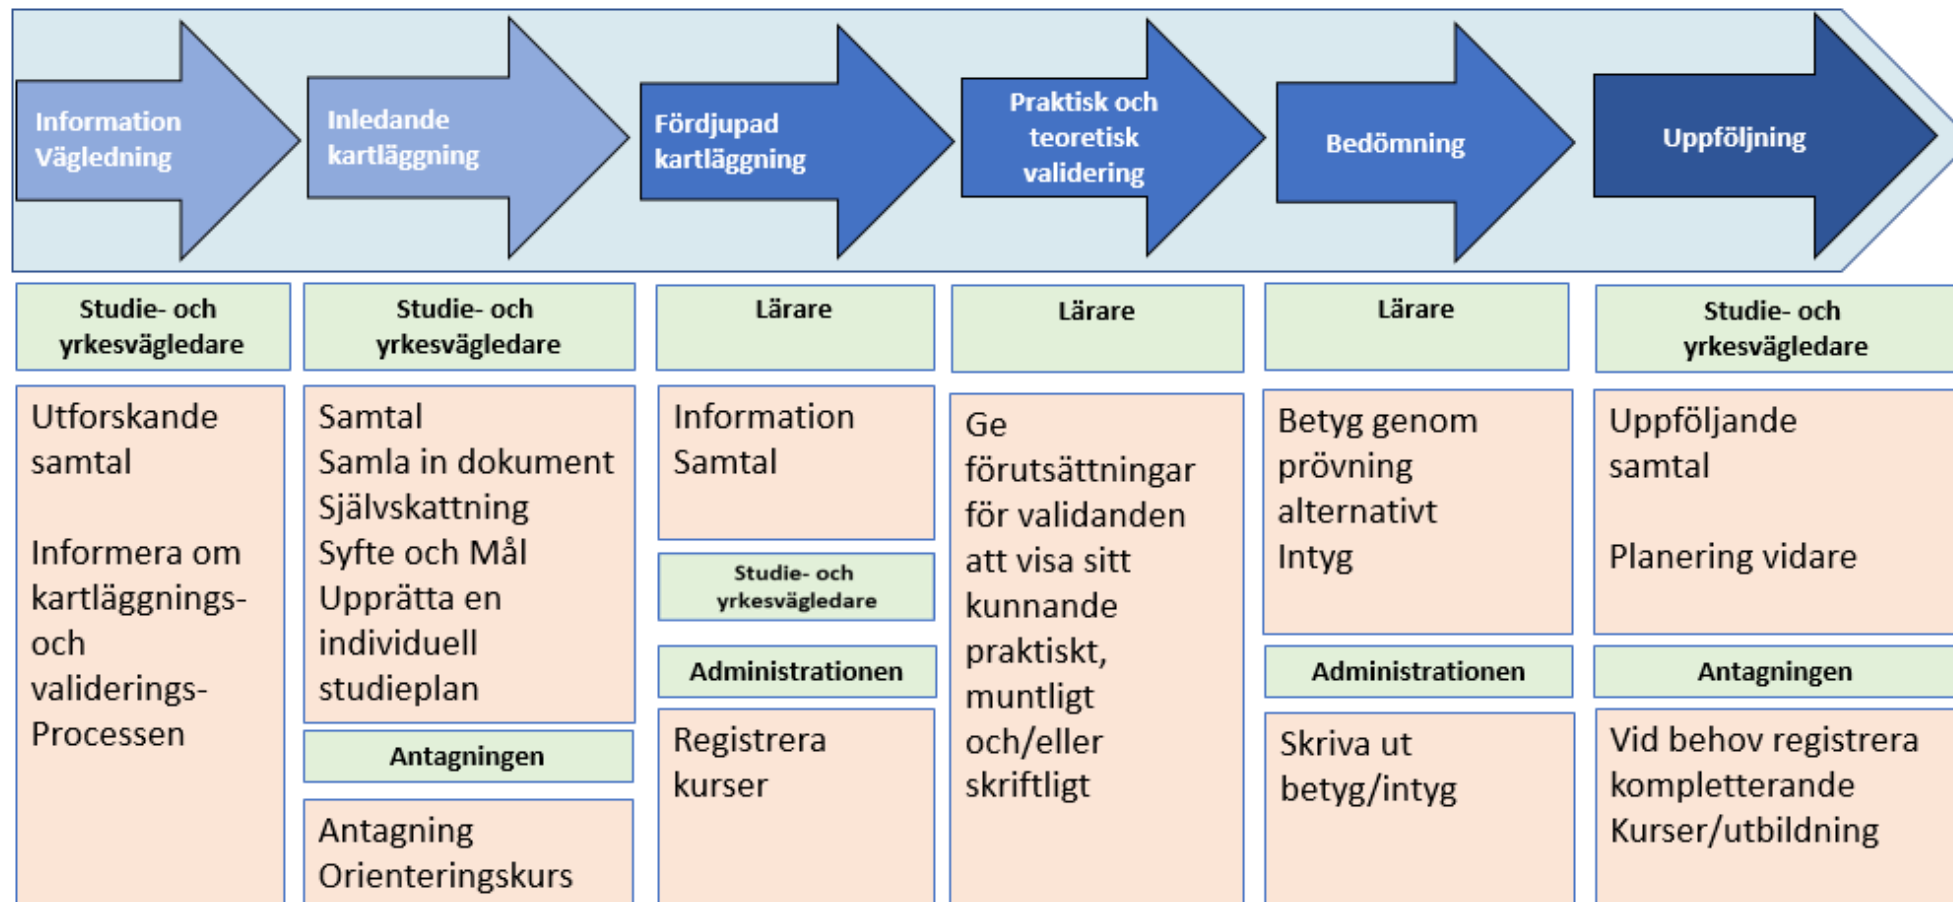 Information
Vägledning
Inledande
kartläggning
Fördjupad
kartläggning
Praktisk och
teoretisk
validering
Bedömning
Uppföljning
Studie- och
yrkesvägledare
Utforskande
samtal
Informera om
kartläggnings-
och
validerings-
Processen
Studie- och
yrkesvägledare
Samtal
Samla in dokument
Självskattning
Syfte och Mål
Upprätta en
individuell
studieplan
Antagningen
Antagning
Orienteringskurs
Lärare
Information
Samtal
Studie- och
yrkesvägledare
Administrationen
Registrera
kurser
Lärare
Ge
förutsättningar
för validanden
att visa sitt
kunnande
praktiskt,
muntligt
och/eller
skriftligt
Lärare
Betyg genom
prövning
alternativt
Intyg
Administrationen
Skriva ut
betyg/intyg
Studie- och
yrkesvägledare
Uppföljande
samtal
Planering vidare
Antagningen
Vid behov registrera
kompletterande
Kurser/utbildning